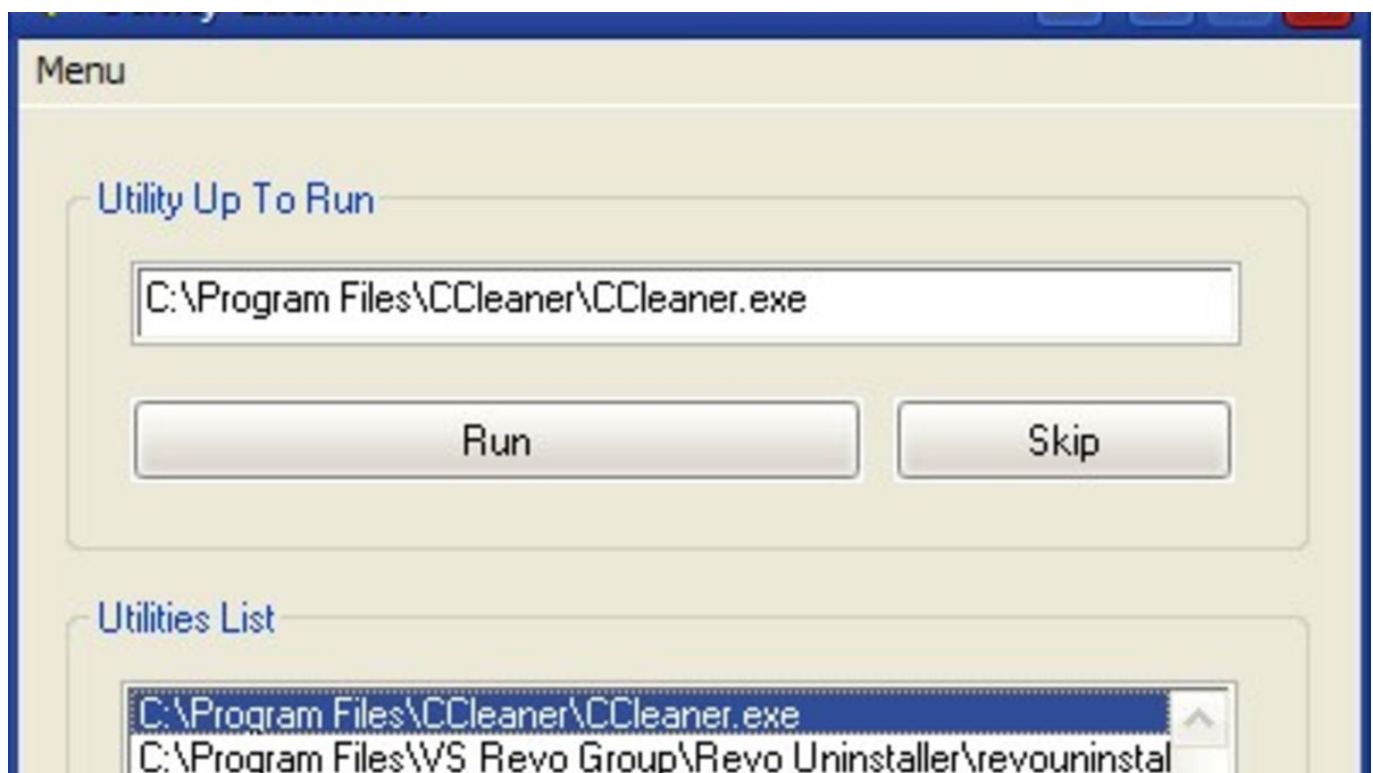 Menu
Utility Up To Run
C:\Program Files\CCleaner\CCleaner.exe
Run
Skip
Utilities List
C:\Program Files\CCleaner\CCleaner.exe
C:\Program Files\VS Revo Group\Revo Uninstaller\revouninstal